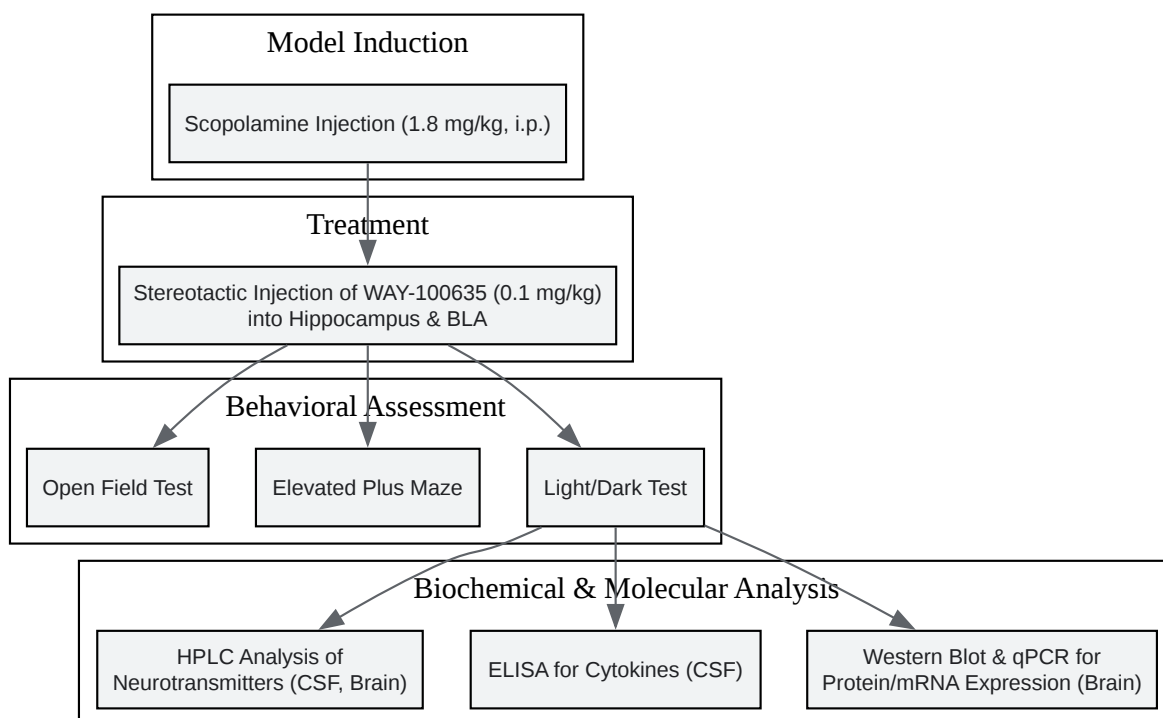 Model Induction
Scopolamine Injection (1.8 mg/kg, i.p.)
Treatment
Stereotactic Injection of WAY-100635 (0.1 mg/kg)
into Hippocampus & BLA
Behavioral Assessment
Open Field Test
Elevated Plus Maze
Light/Dark Test
Biochemical & Molecular Analysis
HPLC Analysis of
Neurotransmitters (CSF, Brain)
ELISA for Cytokines (CSF)
Western Blot & qPCR for
Protein/mRNA Expression (Brain)